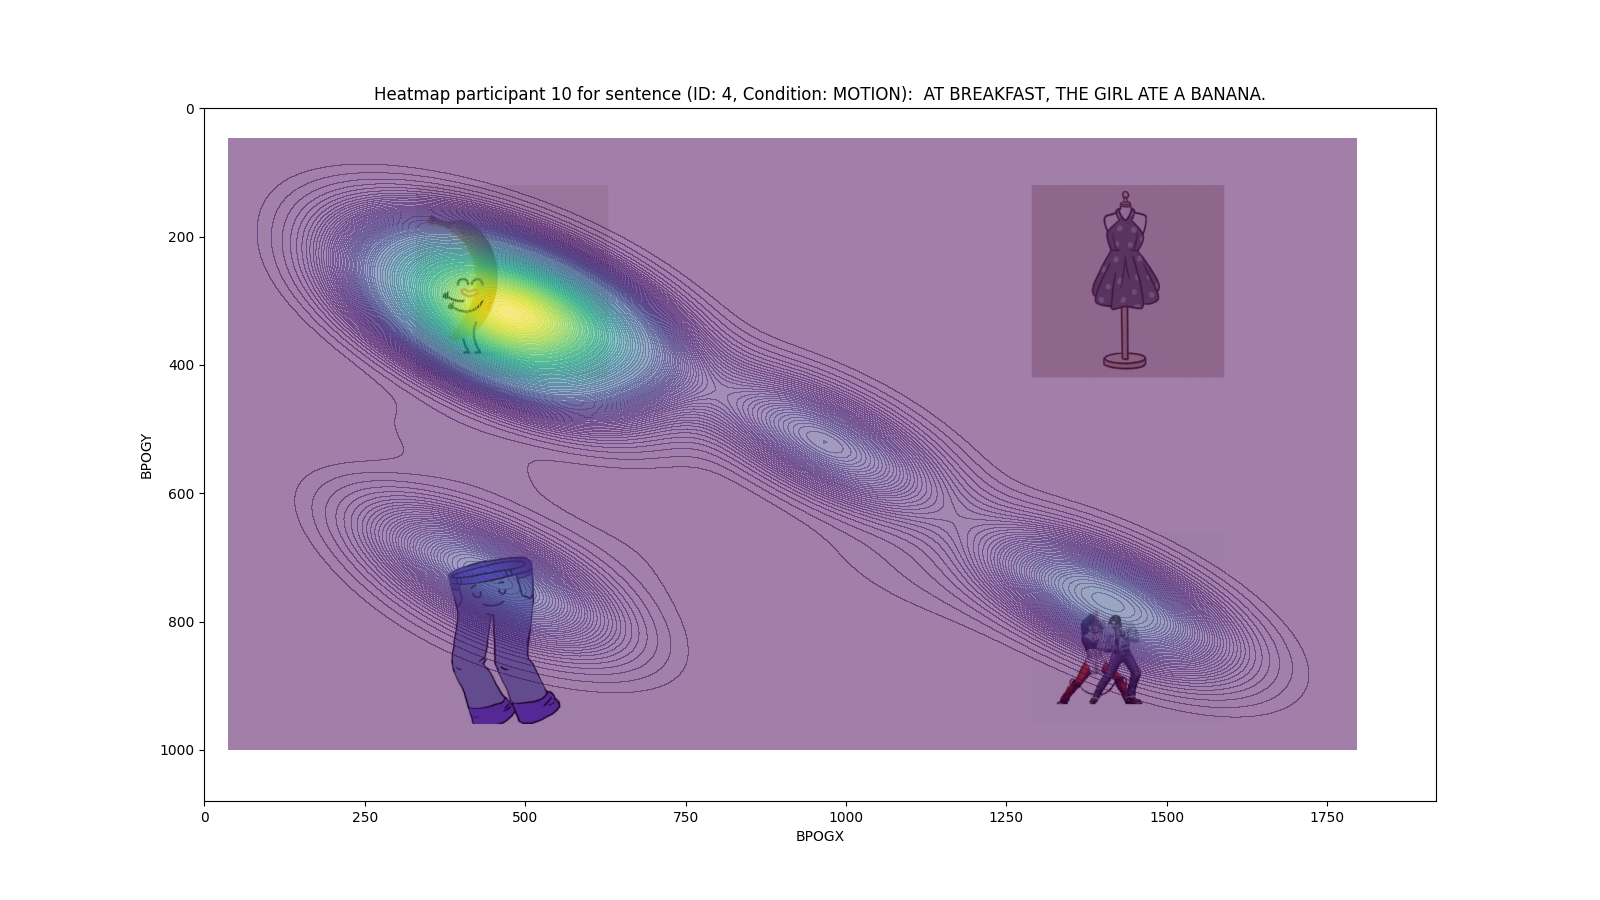 Heatmap participant 10 for sentence (ID: 4, Condition: MOTION):  AT BREAKFAST, THE GIRL ATE A BANANA.
0
200
400
600
800
1000
BPOGY
0 250 500 750 1000 1250 1500 1750
BPOGX